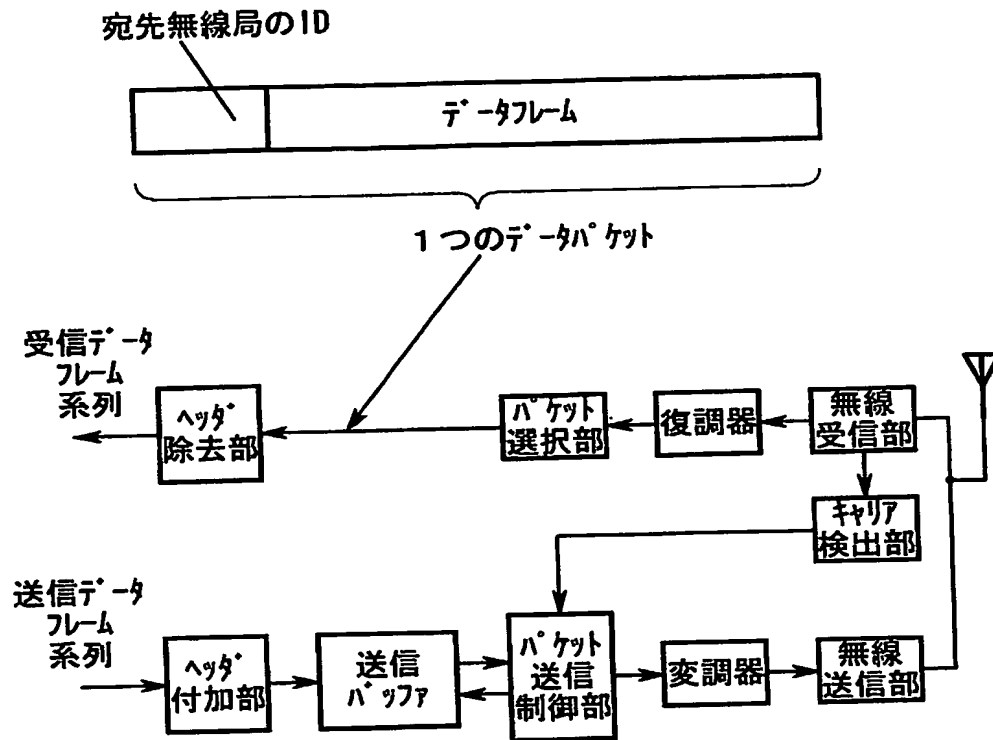 宛先無線局のID
データフレーム
1つのデータパケット
受信データ
フレーム
系列
ヘッダ
除去部
パケット
選択部
復調器
無線
受信部
キャリア
検出部
送信データ
フレーム
系列
ヘッダ
付加部
送信
バッファ
パケット
送信
制御部
変調器
無線
送信部